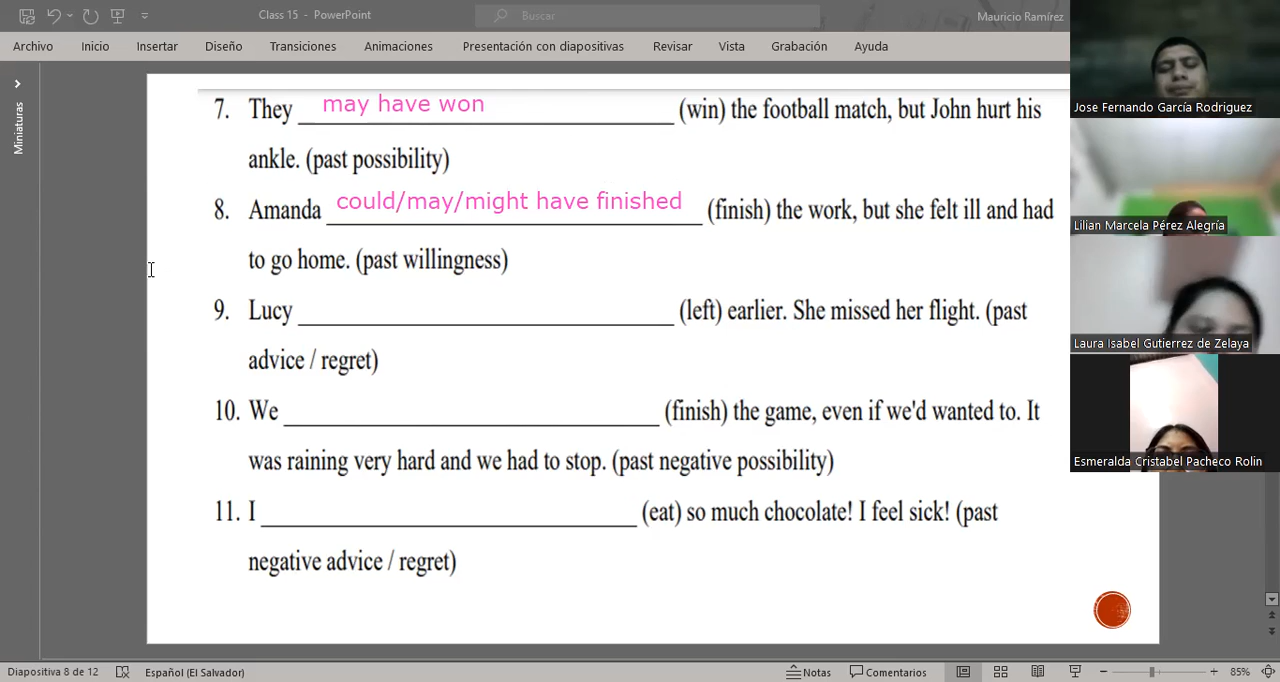 Class 15 - PowerPoint
Buscar
Mauricio Ramírez
Archivo Inicio Insertar Diseño Transiciones Animaciones Presentación con diapositivas Revisar Vista Grabación Ayuda
Miniaturas
7. They may have won (win) the football match, but John hurt his
ankle. (past possibility)
8. Amanda could/may/might have finished (finish) the work, but she felt ill and had
to go home. (past willingness)
9. Lucy ____ (left) earlier. She missed her flight. (past
advice / regret)
10. We ____ (finish) the game, even if we'd wanted to. It
was raining very hard and we had to stop. (past negative possibility)
11. I ____ (eat) so much chocolate! I feel sick! (past
negative advice / regret)
Jose Fernando García Rodriguez
Lilian Marcela Pérez Alegría
Laura Isabel Gutierrez de Zelaya
Esmeralda Cristabel Pacheco Rolin
Diapositiva 8 de 12 Español (El Salvador) Notas Comentarios 85%